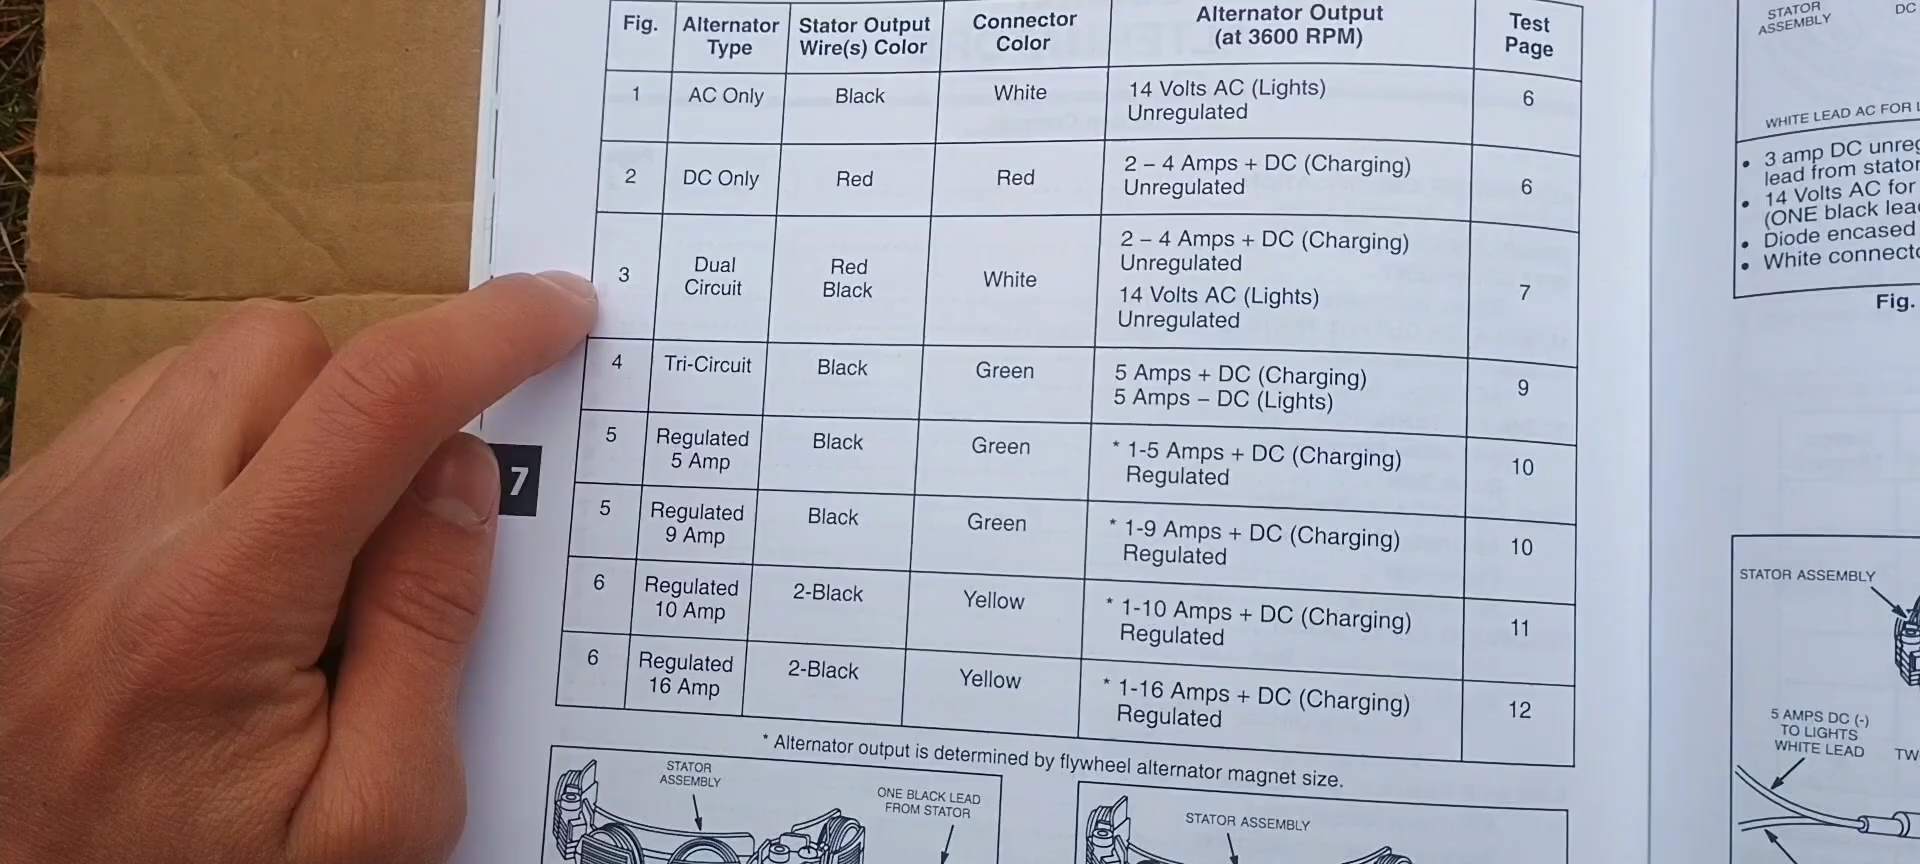 Fig.
Alternator
Type
Stator Output
Wire(s) Color
Connector
Color
Alternator Output
(at 3600 RPM)
Test
Page
1
AC Only
Black
White
14 Volts AC (Lights)
Unregulated
6
2
DC Only
Red
Red
2 – 4 Amps + DC (Charging)
Unregulated
6
3
Dual
Circuit
Red
Black
White
2 – 4 Amps + DC (Charging)
Unregulated
14 Volts AC (Lights)
Unregulated
7
4
Tri-Circuit
Black
Green
5 Amps + DC (Charging)
5 Amps – DC (Lights)
9
5
Regulated
5 Amp
Black
Green
* 1-5 Amps + DC (Charging)
Regulated
10
5
Regulated
9 Amp
Black
Green
* 1-9 Amps + DC (Charging)
Regulated
10
6
Regulated
10 Amp
2-Black
Yellow
* 1-10 Amps + DC (Charging)
Regulated
11
6
Regulated
16 Amp
2-Black
Yellow
* 1-16 Amps + DC (Charging)
Regulated
12
* Alternator output is determined by flywheel alternator magnet size.
7
STATOR
ASSEMBLY
ONE BLACK LEAD
FROM STATOR
STATOR ASSEMBLY
STATOR
ASSEMBLY
DC
WHITE LEAD AC FOR
• 3 amp DC
lead from stator
• 14 Volts AC for
(ONE black
• Diode encased
• White
Fig.
STATOR ASSEMBLY
5 AMPS DC (-)
TO LIGHTS
WHITE LEAD